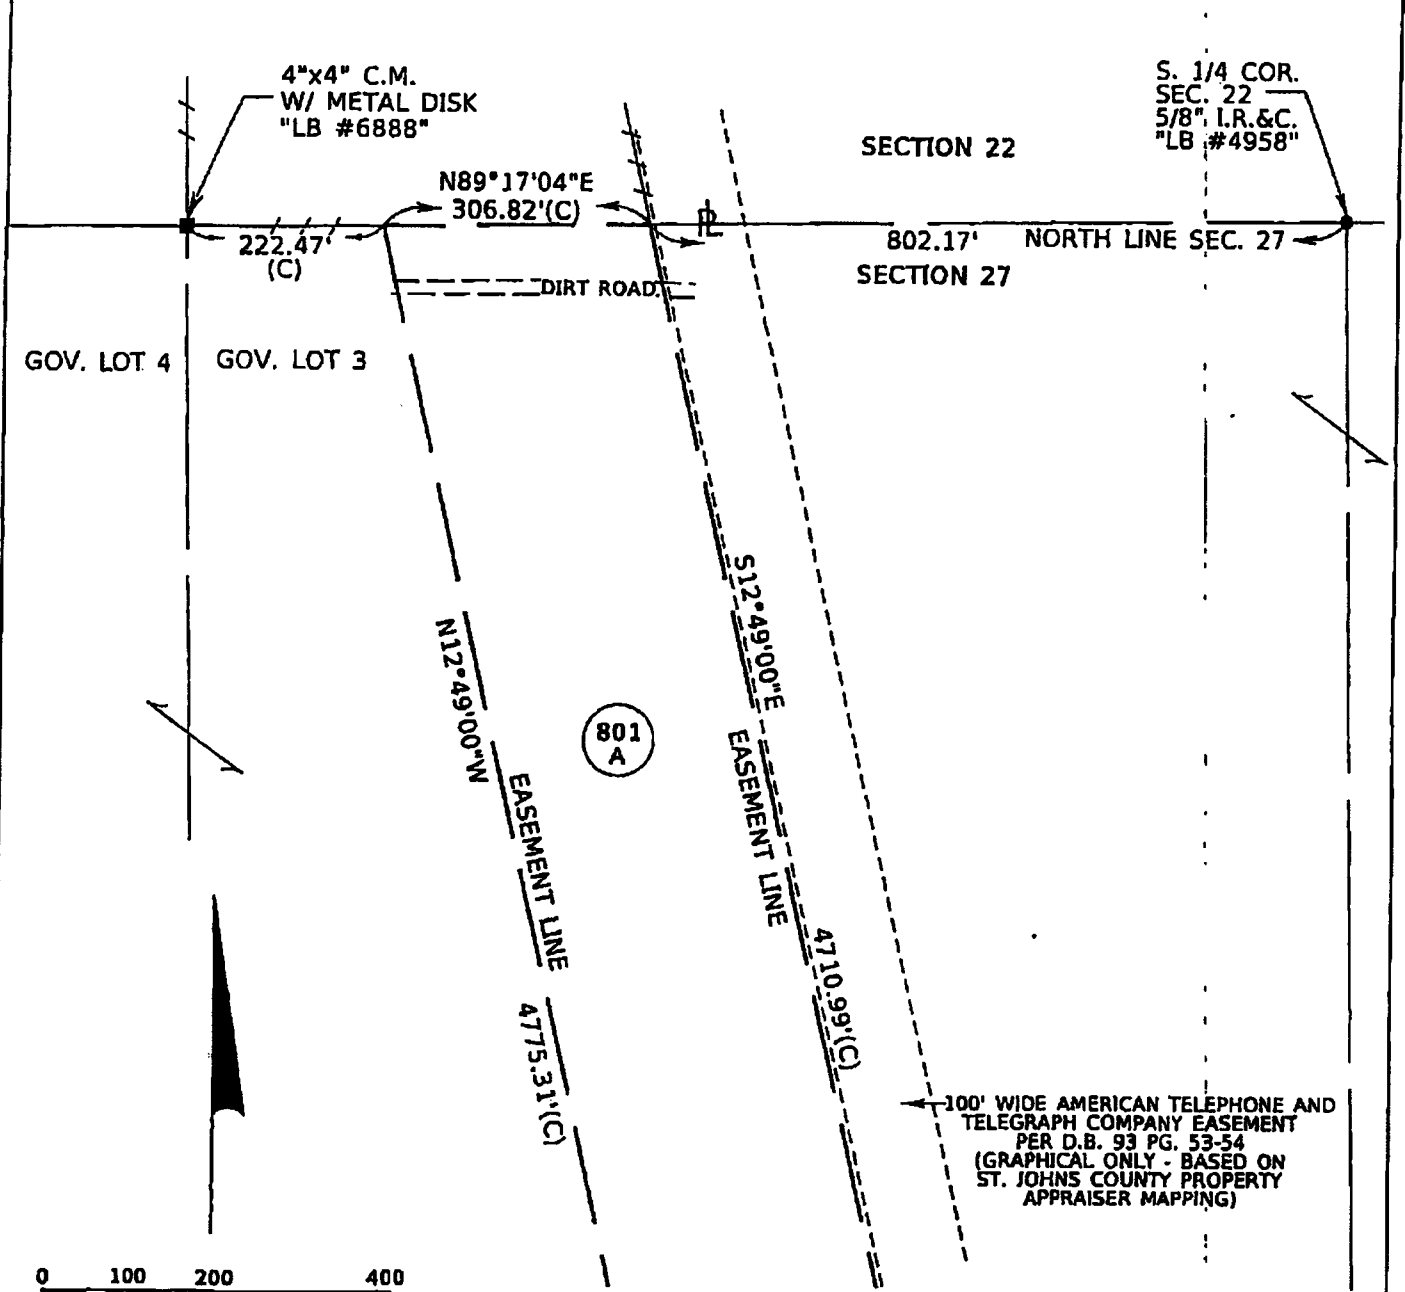 4"x4" C.M.
W/ METAL DISK
"LB #6888"
S. 1/4 COR.
SEC. 22
5/8" I.R.&C.
"LB #4958"
SECTION 22
N89°17'04"E
306.82'(C)
PL
222.47'
(C)
802.17'
NORTH LINE SEC. 27
SECTION 27
DIRT ROAD
GOV. LOT 4
GOV. LOT 3
S12°49'00"E
EASEMENT LINE
4710.99'(C)
N12°49'00"W
EASEMENT LINE
4775.31'(C)
801
A
100' WIDE AMERICAN TELEPHONE AND
TELEGRAPH COMPANY EASEMENT
PER D.B. 93 PG. 53-54
(GRAPHICAL ONLY - BASED ON
ST. JOHNS COUNTY PROPERTY
APPRAISER MAPPING)
0 100 200 400